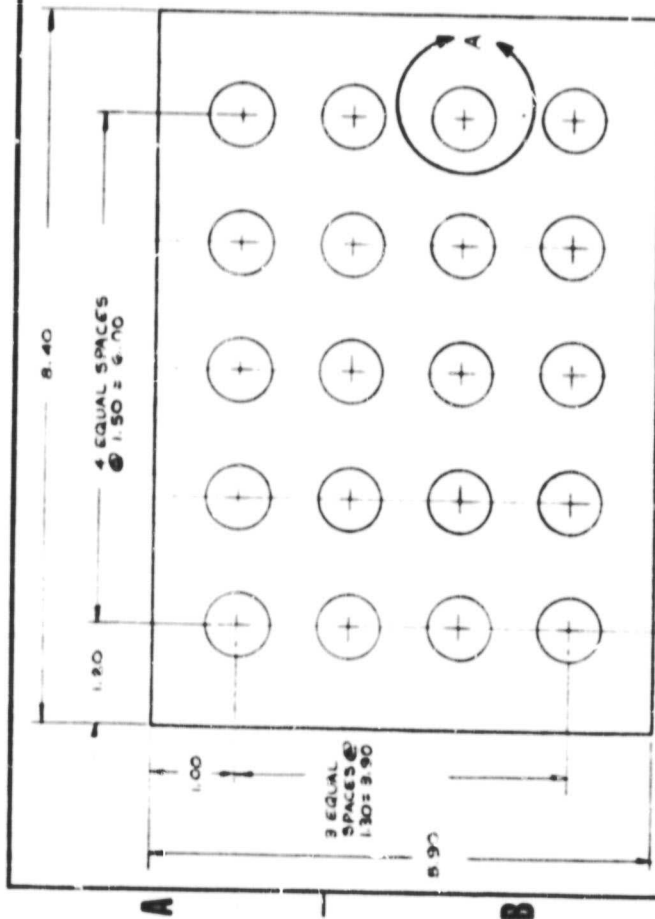 8.40
4 EQUAL SPACES
@ 1.50 = 6.00
1.20
A
1.00
3 EQUAL
SPACES @
1.30 = 3.90
5.90
A
B